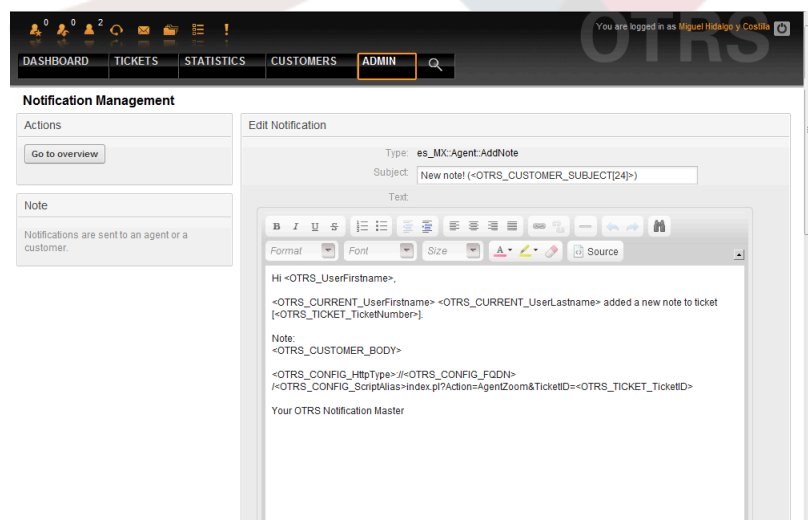 0 0 2
You are logged in as Miguel Hidalgo y Costilla
OTRS
DASHBOARD TICKETS STATISTICS CUSTOMERS ADMIN
Notification Management
Actions
Go to overview
Note
Notifications are sent to an agent or a
customer.
Edit Notification
Type: es_MX::Agent::AddNote
Subject: New note! (<OTRS_CUSTOMER_SUBJECT[24]>)
Text:
B I U S
Format Font Size A Source
Hi <OTRS_UserFirstname>,
<OTRS_CURRENT_UserFirstname> <OTRS_CURRENT_UserLastname> added a new note to ticket
[<OTRS_TICKET_TicketNumber>].
Note:
<OTRS_CUSTOMER_BODY>
<OTRS_CONFIG_HttpType>://<OTRS_CONFIG_FQDN>
/<OTRS_CONFIG_ScriptAlias>index.pl?Action=AgentZoom&TicketID=<OTRS_TICKET_TicketID>
Your OTRS Notification Master